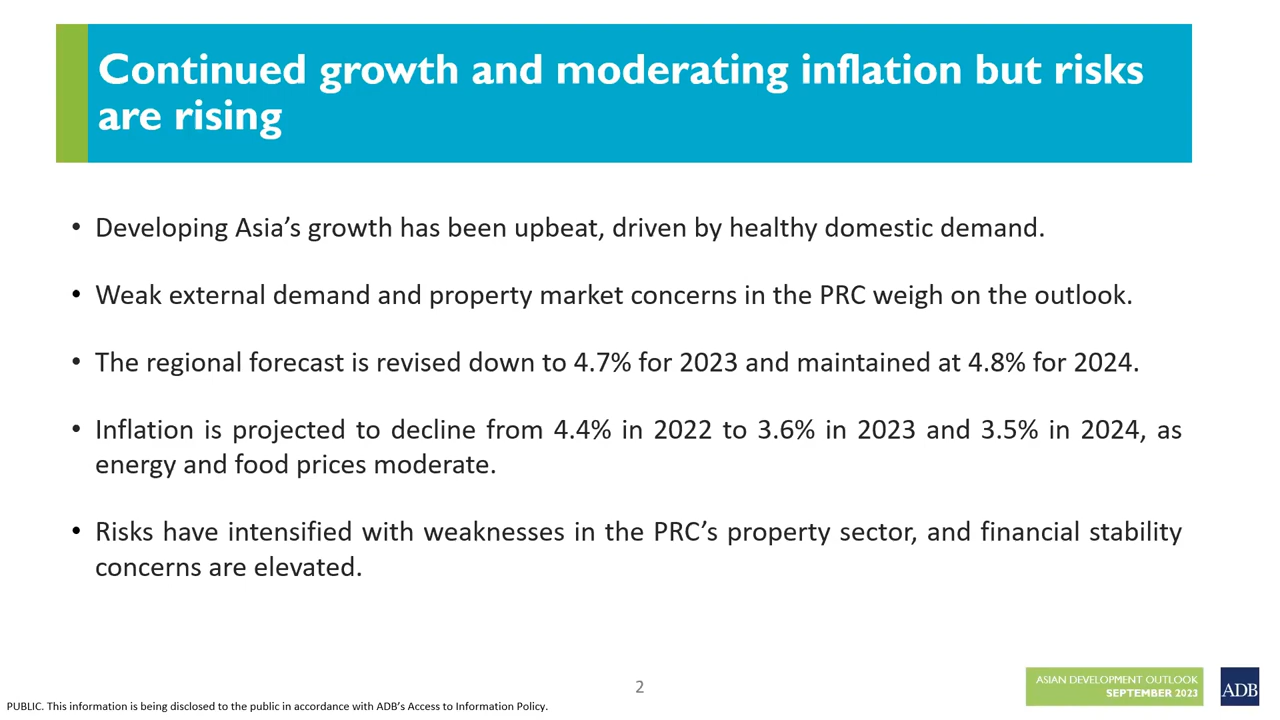 Continued growth and moderating inflation but risks
are rising
• Developing Asia’s growth has been upbeat, driven by healthy domestic demand.
• Weak external demand and property market concerns in the PRC weigh on the outlook.
• The regional forecast is revised down to 4.7% for 2023 and maintained at 4.8% for 2024.
• Inflation is projected to decline from 4.4% in 2022 to 3.6% in 2023 and 3.5% in 2024, as
energy and food prices moderate.
• Risks have intensified with weaknesses in the PRC’s property sector, and financial stability
concerns are elevated.
2
ASIAN DEVELOPMENT OUTLOOK
SEPTEMBER 2023
ADB
PUBLIC. This information is being disclosed to the public in accordance with ADB’s Access to Information Policy.